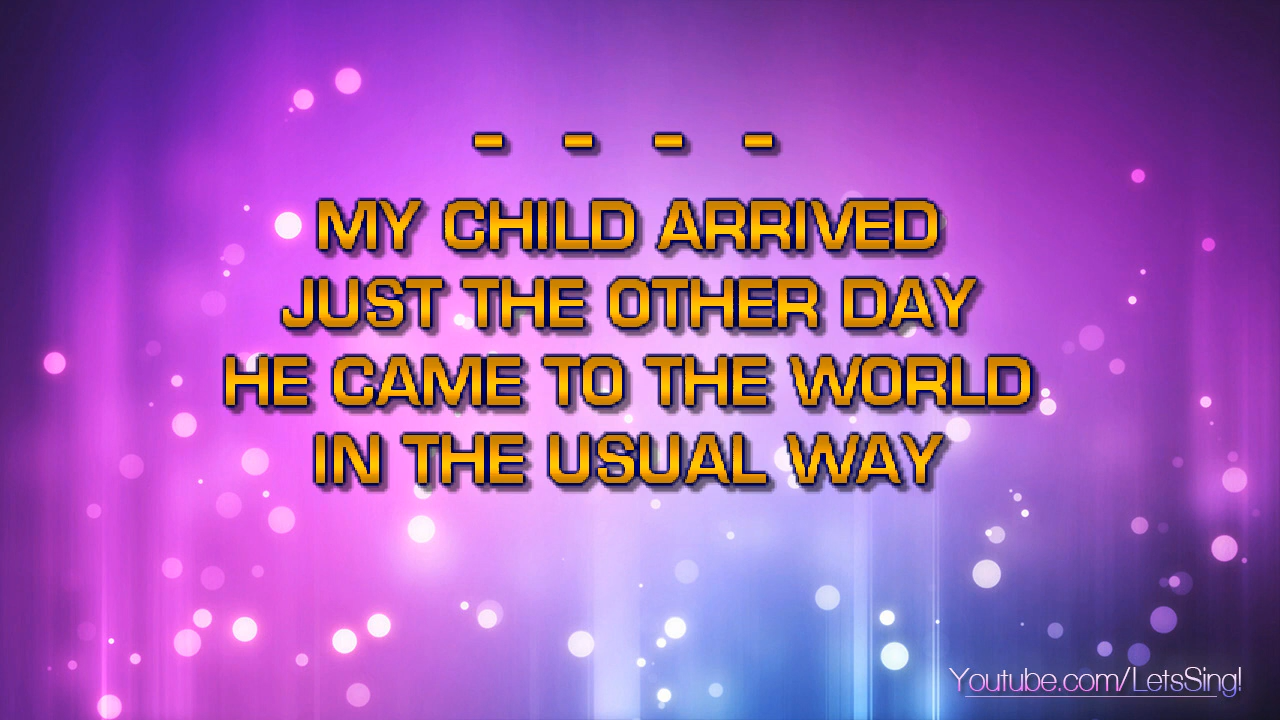 - - - -
MY CHILD ARRIVED
JUST THE OTHER DAY
HE CAME TO THE WORLD
IN THE USUAL WAY
Youtube.com/LetsSing!